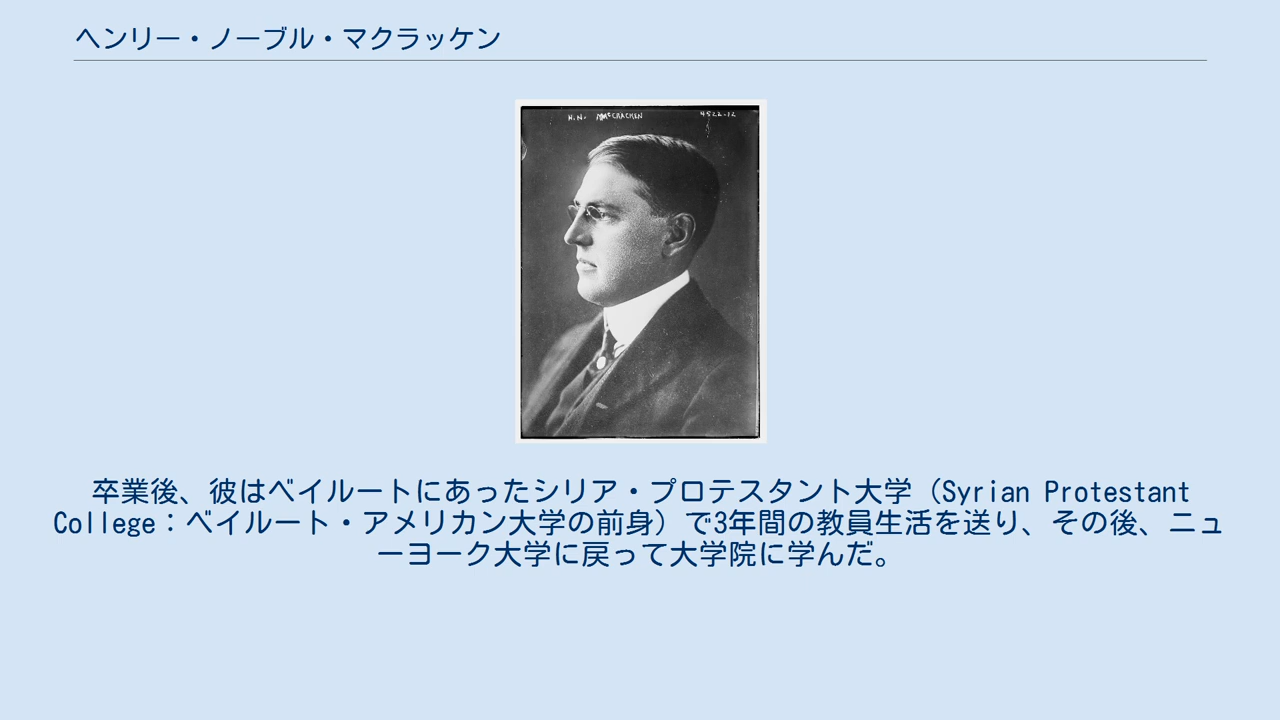 ヘンリー・ノーブル・マクラッケン
H.N. MACCRACKEN 4522-12
卒業後、彼はベイルートにあったシリア・プロテスタント大学（Syrian Protestant
College：ベイルート・アメリカン大学の前身）で3年間の教員生活を送り、その後、ニュ
ーヨーク大学に戻って大学院に学んだ。